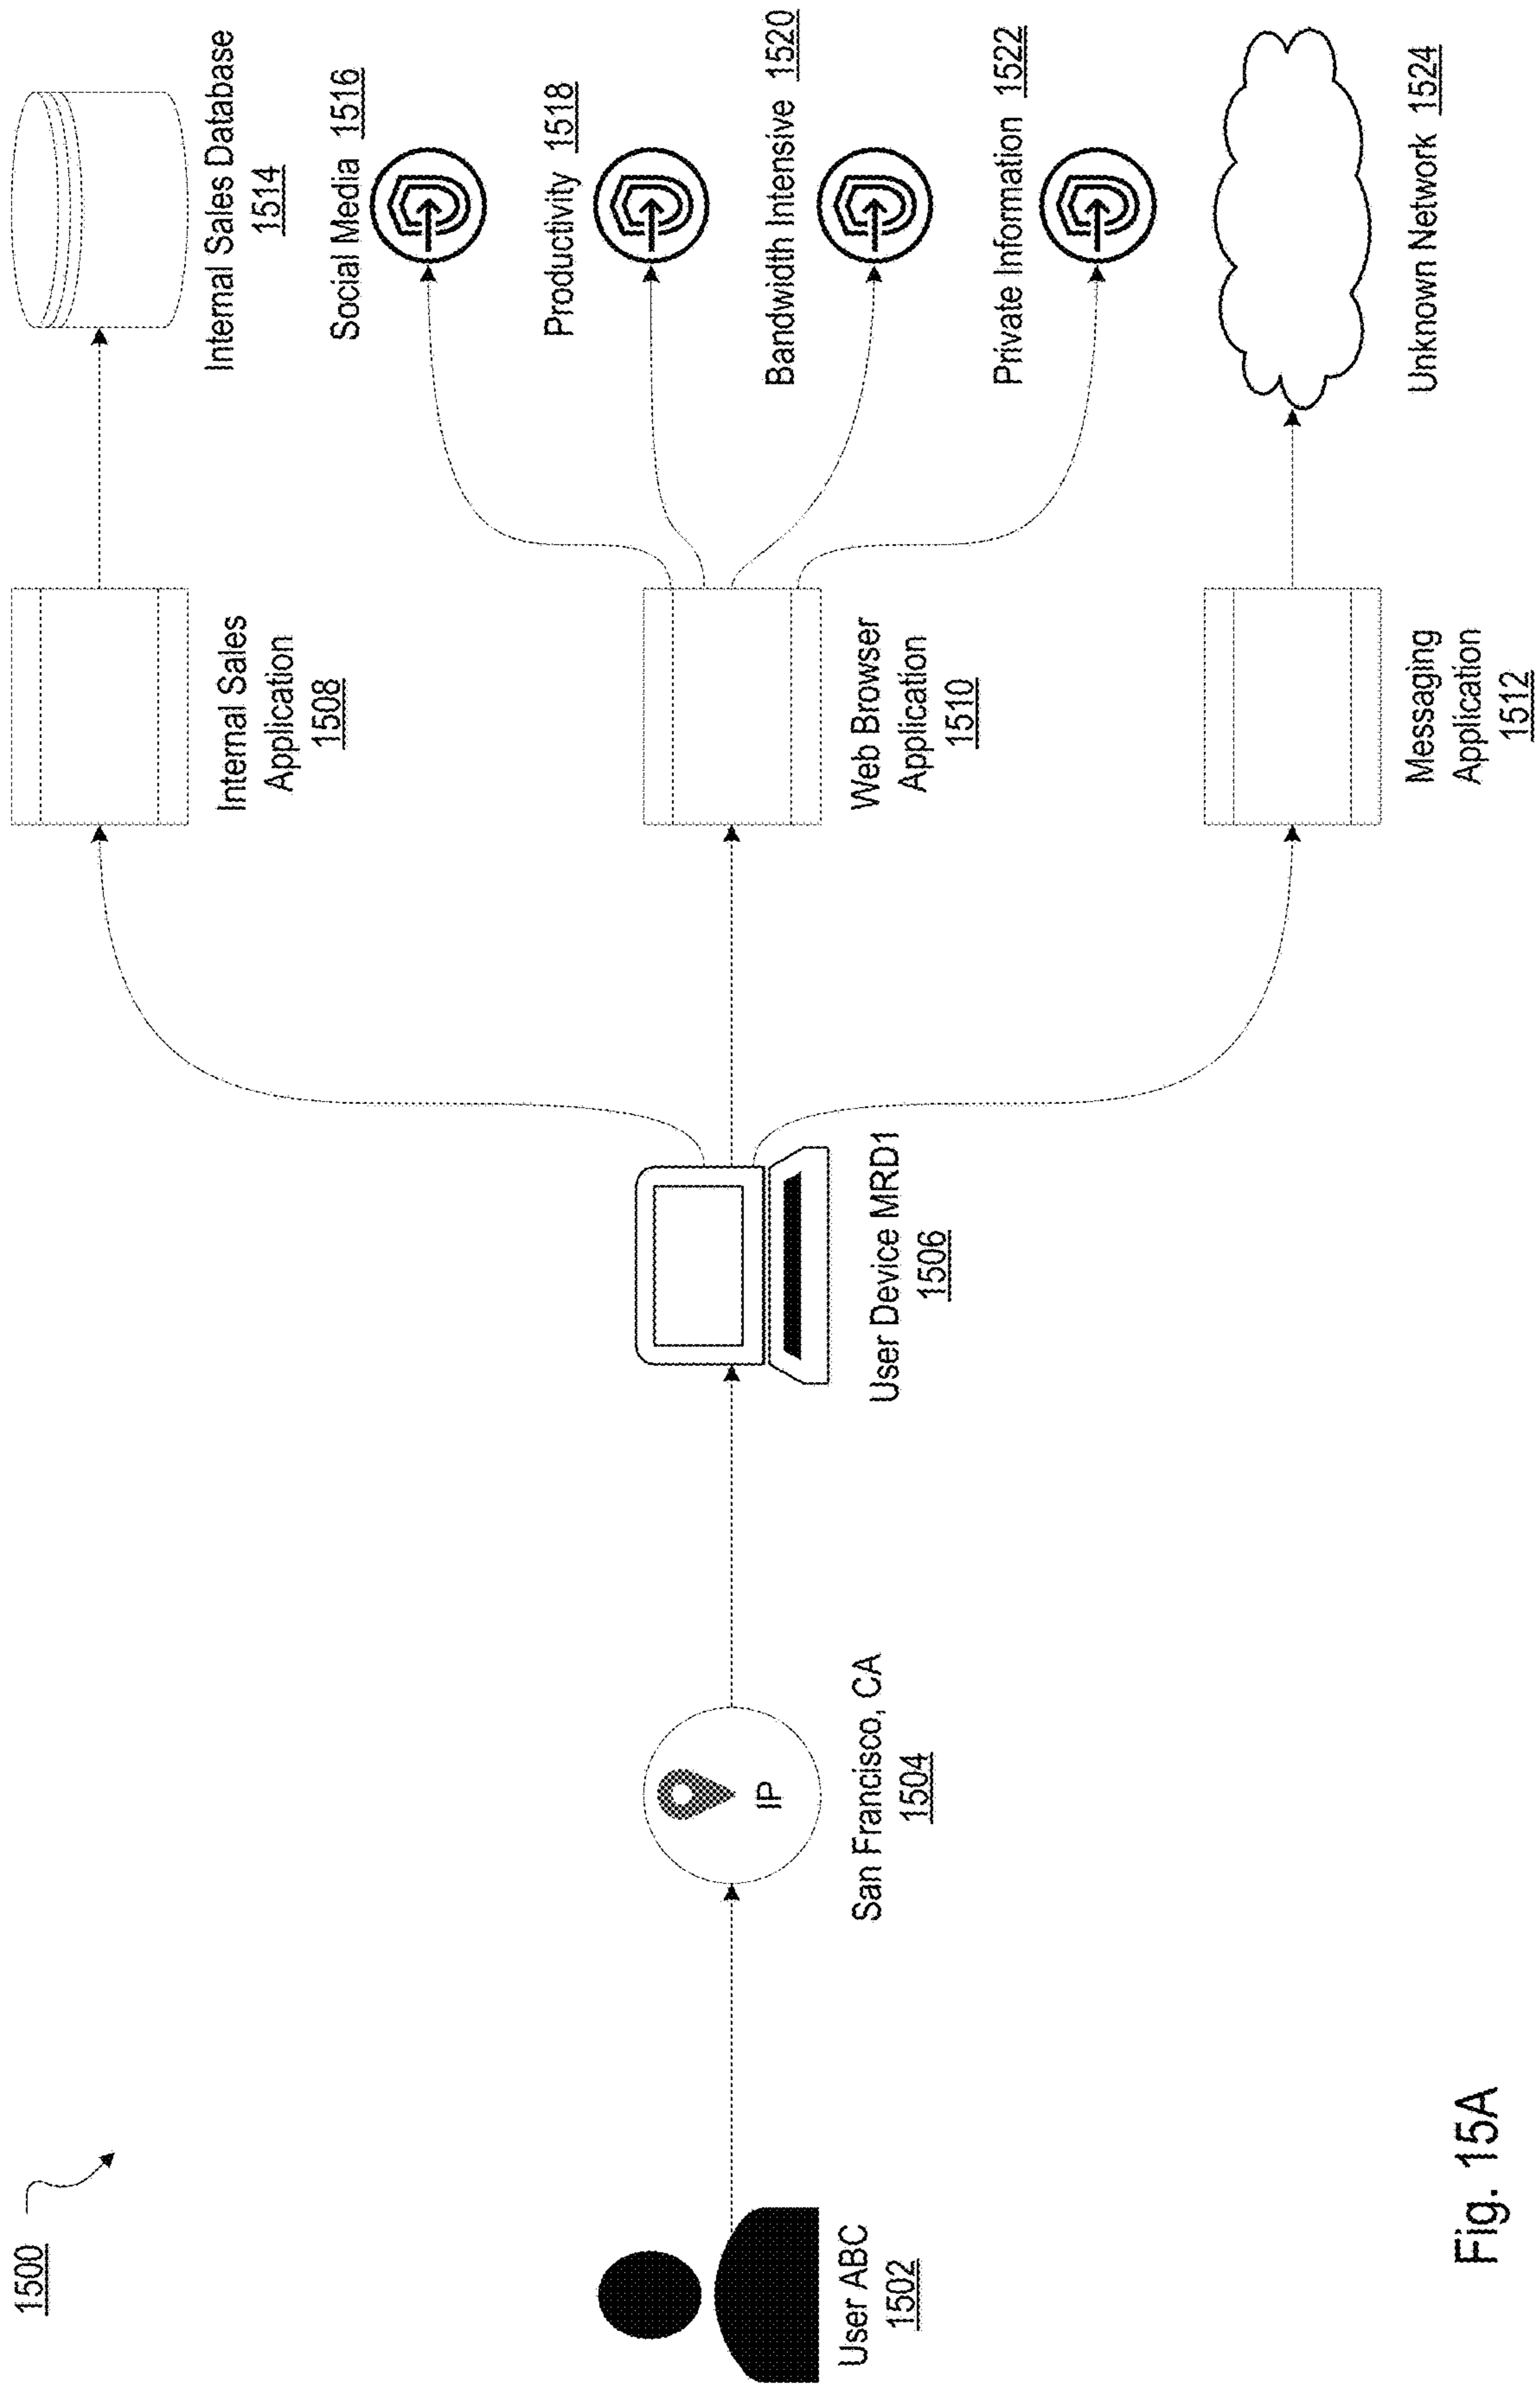 1500
User ABC
1502
San Francisco, CA
1504
IP
User Device MRD1
1506
Internal Sales
Application
1508
Web Browser
Application
1510
Messaging
Application
1512
Internal Sales Database
1514
Social Media 1516
Productivity 1518
Bandwidth Intensive 1520
Private Information 1522
Unknown Network 1524
Fig. 15A